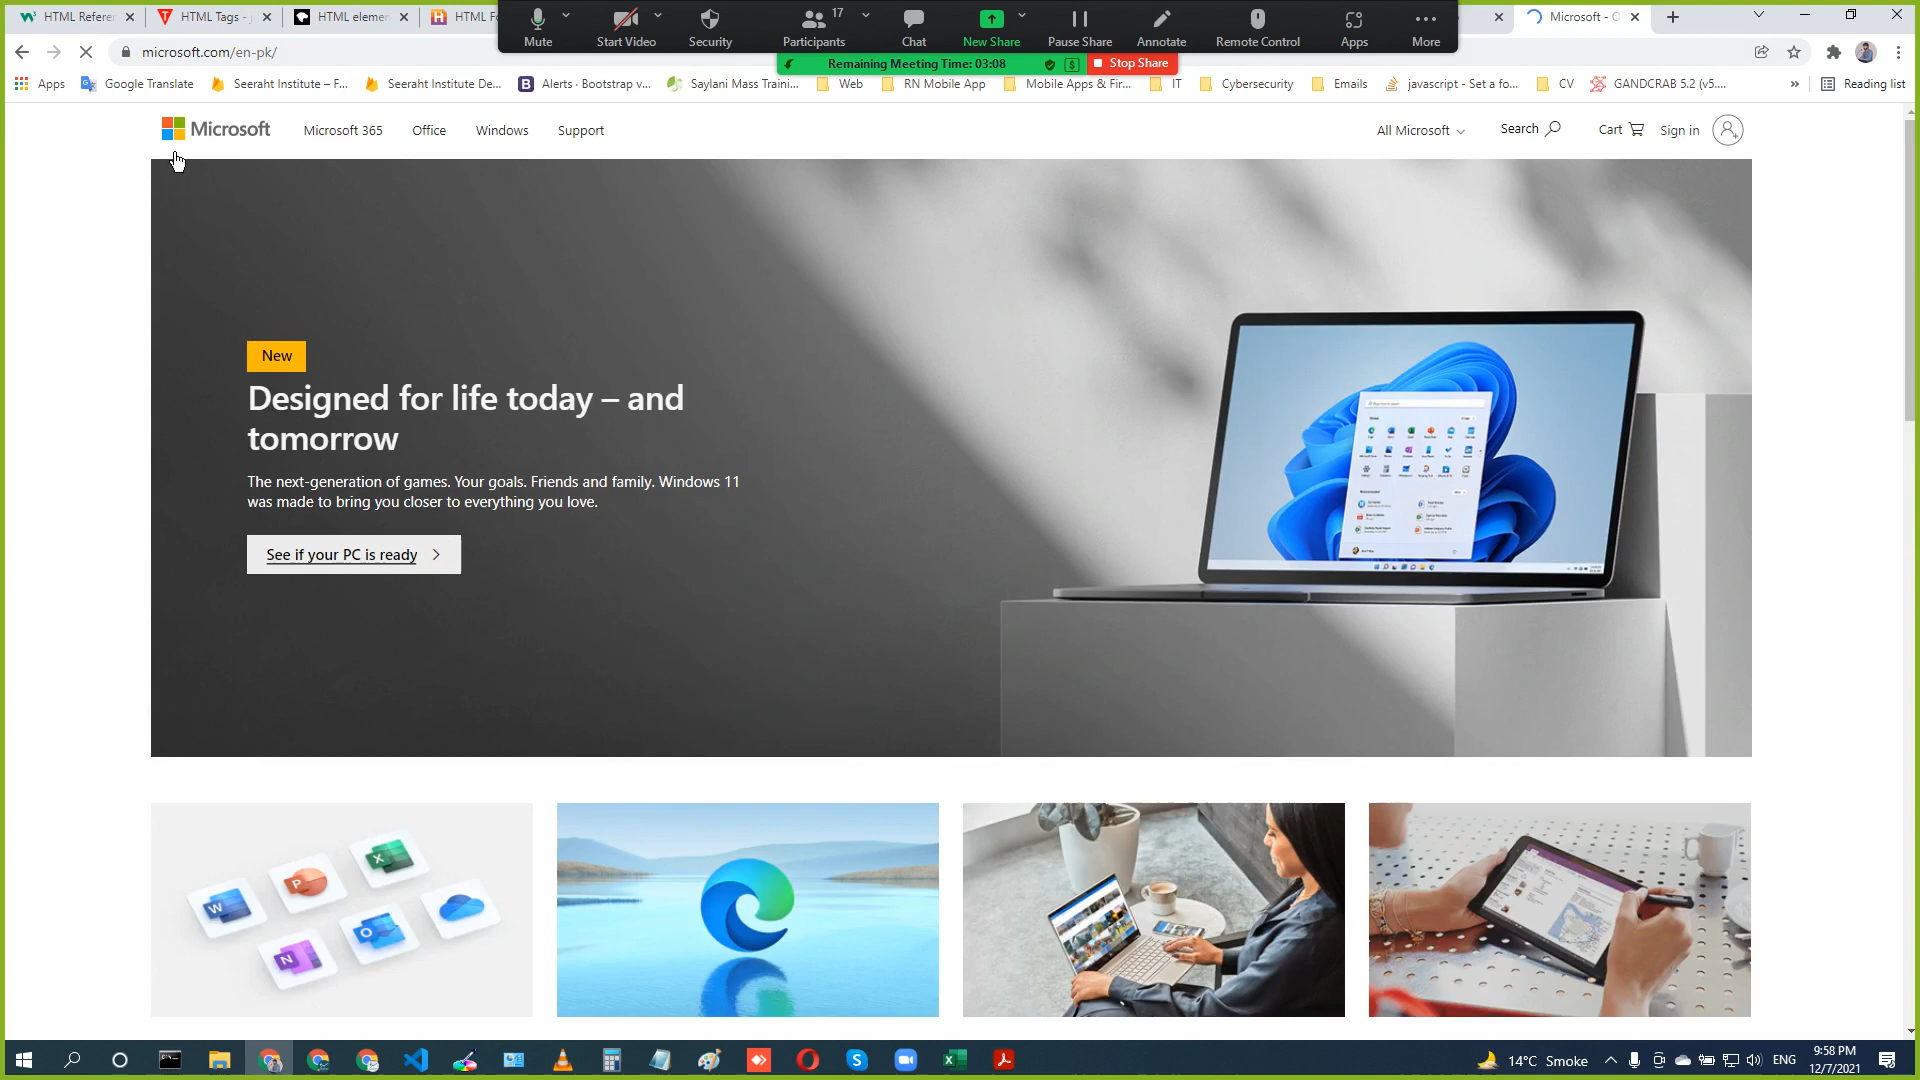 HTML Referen
HTML Tags -
HTML elemen
HTML Fo
Microsoft - O
Mute
Start Video
Security
Participants
17
Chat
New Share
Pause Share
Annotate
Remote Control
Apps
More
microsoft.com/en-pk/
Remaining Meeting Time: 03:08
Stop Share
Apps
Google Translate
Seeraht Institute – F...
Seeraht Institute De...
Alerts · Bootstrap v...
Saylani Mass Traini...
Web
RN Mobile App
Mobile Apps & Fir...
IT
Cybersecurity
Emails
javascript - Set a fo...
CV
GANDCRAB 5.2 (v5....
Reading list
Microsoft
Microsoft 365
Office
Windows
Support
All Microsoft
Search
Cart
Sign in
New
Designed for life today – and
tomorrow
The next-generation of games. Your goals. Friends and family. Windows 11
was made to bring you closer to everything you love.
See if your PC is ready
14°C Smoke
ENG
9:58 PM
12/7/2021